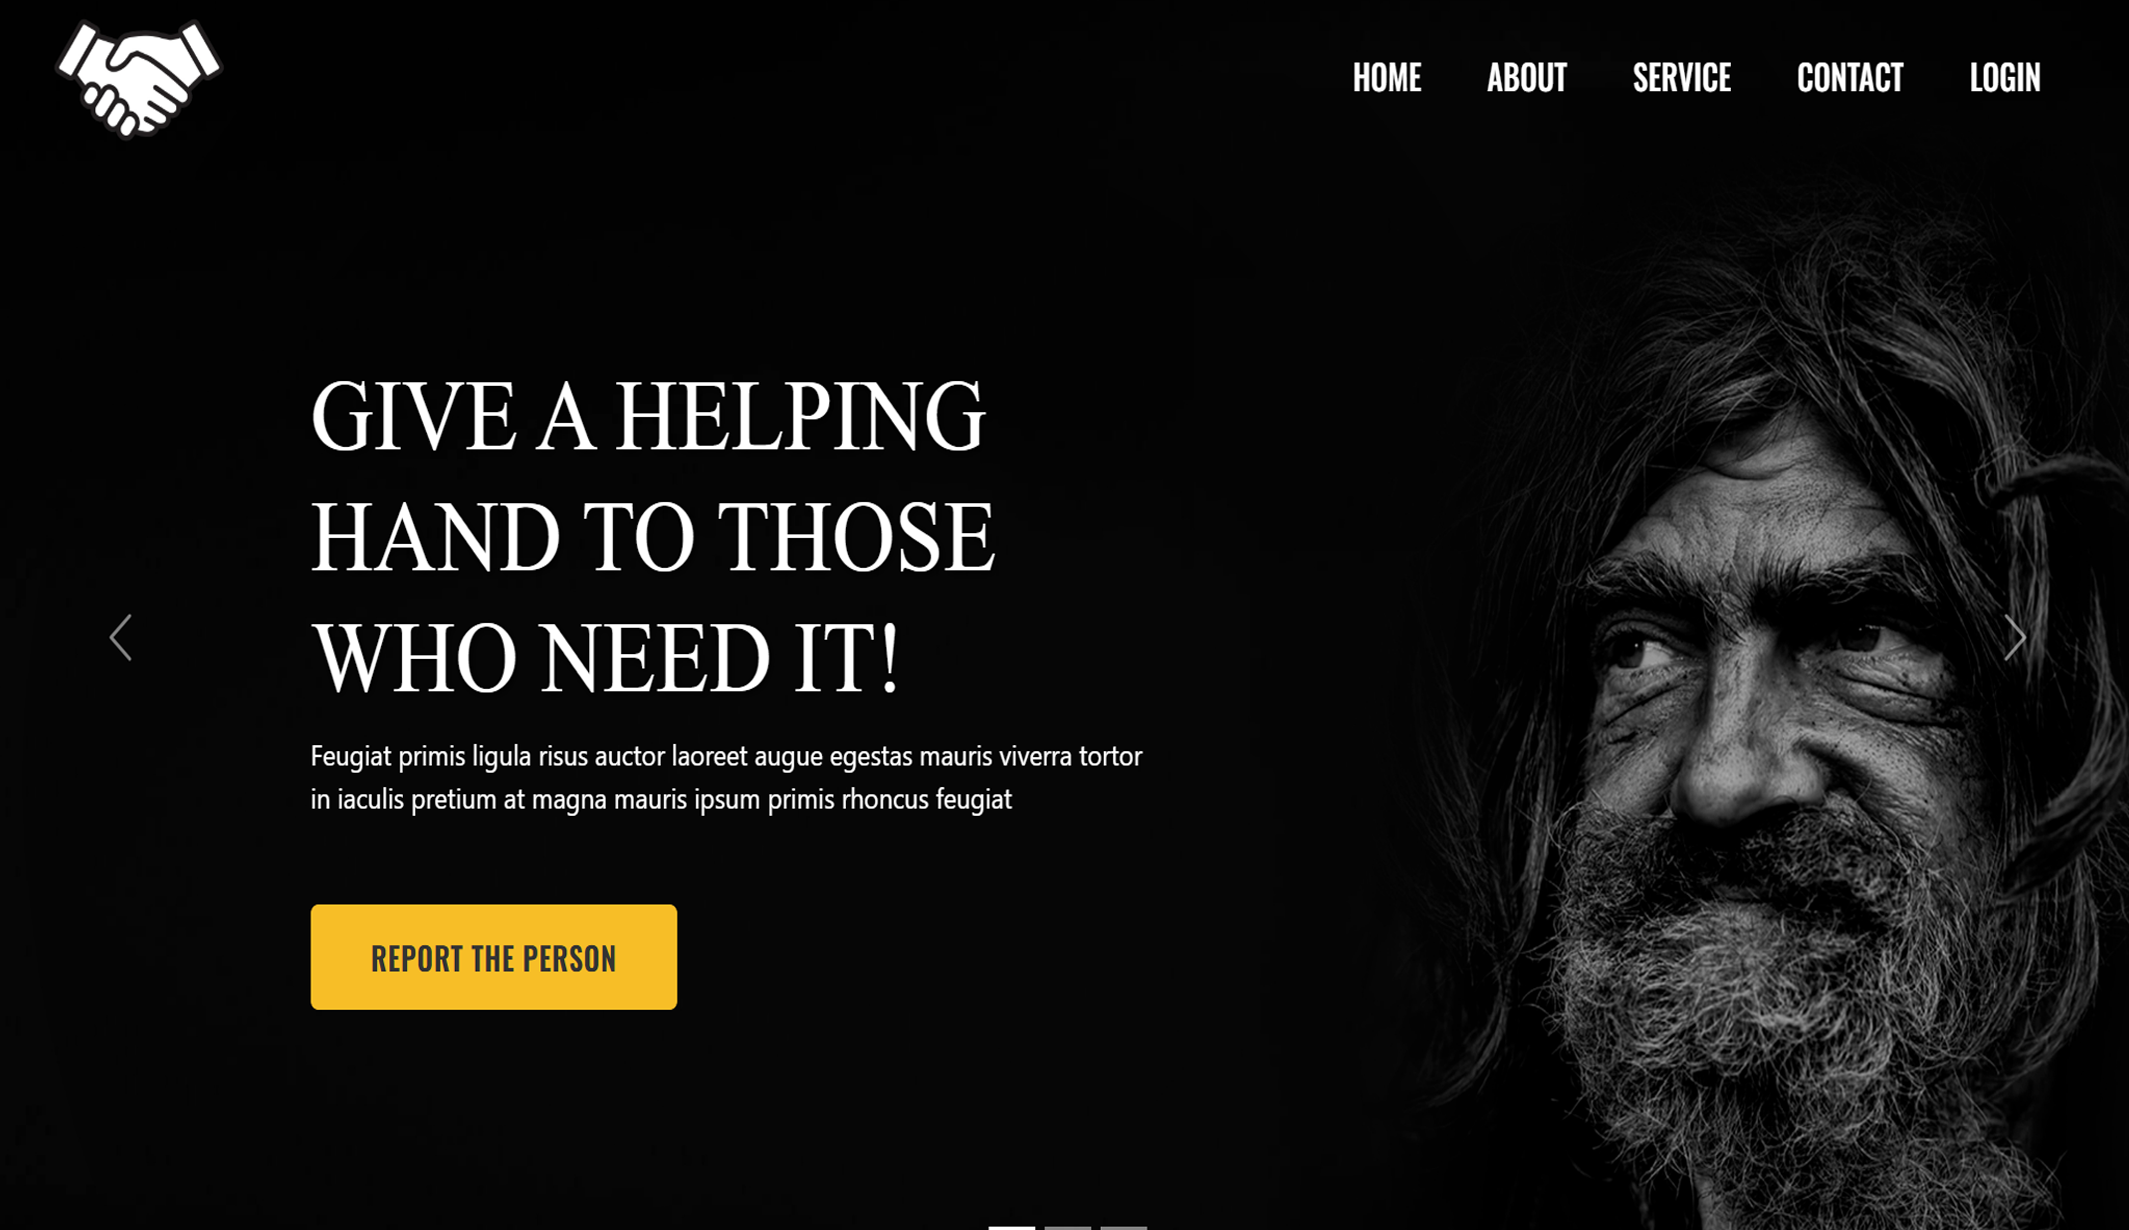 HOME ABOUT SERVICE CONTACT LOGIN
GIVE A HELPING
HAND TO THOSE
WHO NEED IT!
Feugiat primis ligula risus auctor laoreet augue egestas mauris viverra tortor
in iaculis pretium at magna mauris ipsum primis rhoncus feugiat
REPORT THE PERSON